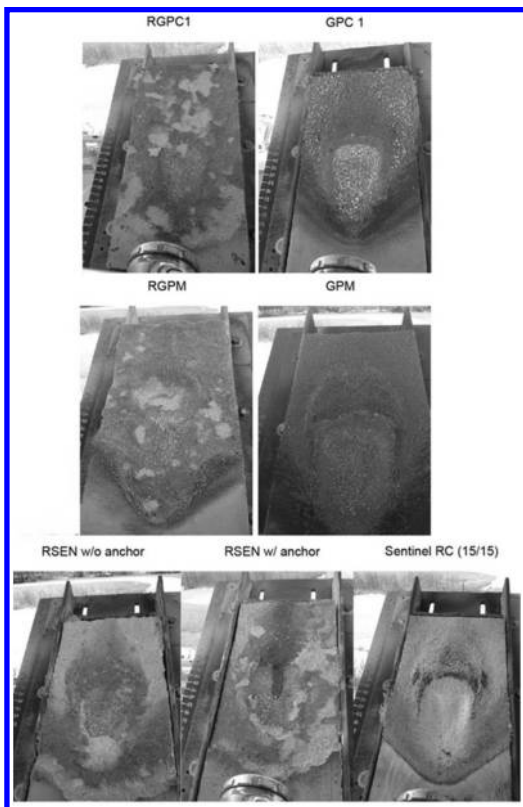 RGPC1
GPC 1
RGPM
GPM
RSEN w/o anchor
RSEN w/ anchor
Sentinel RC (15/15)